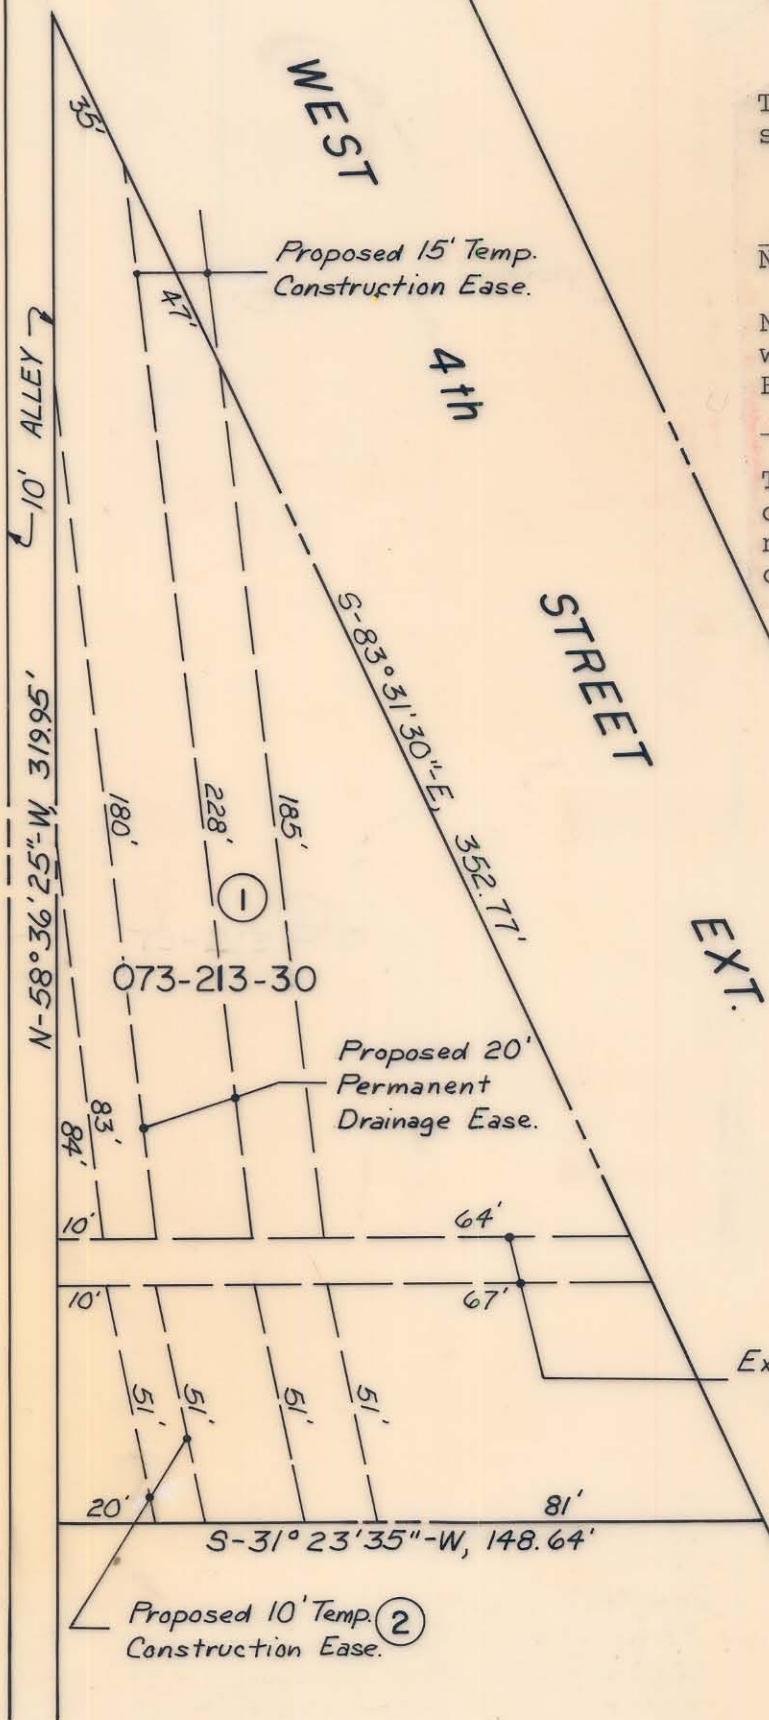 WEST
4th
STREET
EXT.
35'
Proposed 15' Temp.
Construction Ease.
47'
10' ALLEY
N-58°36'25"-W, 319.95'
S-83°31'30"-E, 352.77'
180'
228'
185'
1
073-213-30
Proposed 20'
Permanent
Drainage Ease.
83'
84'
10'
64'
10'
67'
Ex
51'
51'
51'
51'
20'
81'
S-31°23'35"-W, 148.64'
Proposed 10' Temp. 2
Construction Ease.